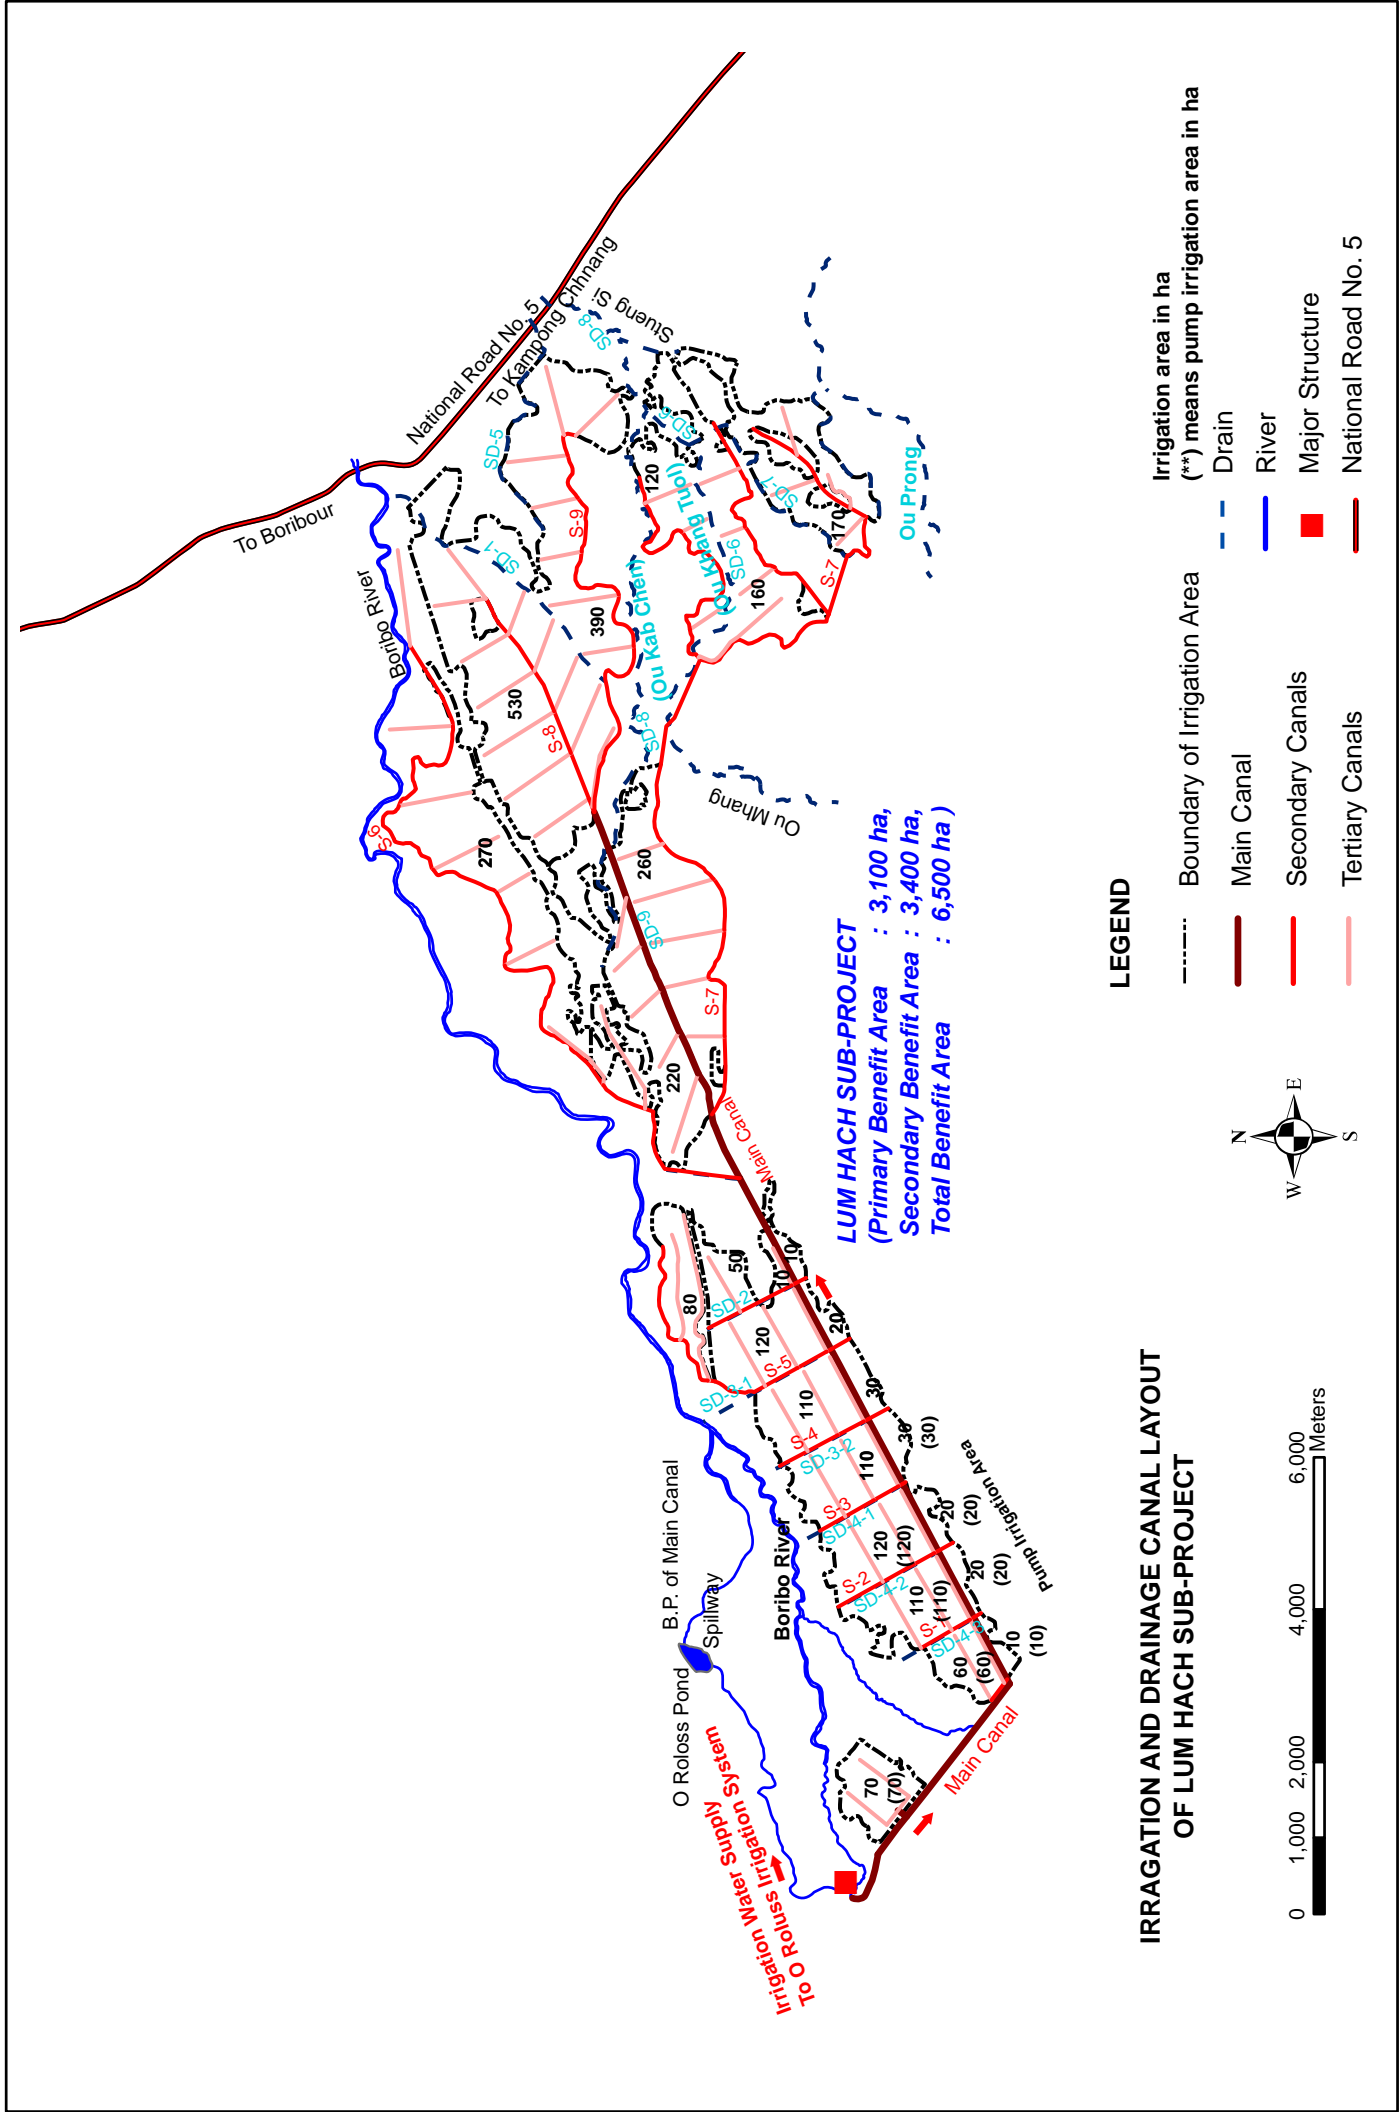 To Boribour
National Road No. 5
To Kampong Chhnang
Boribo River
Stueng Si
SD-8
SD-5
SD-1
SD-6
S-9
120
SD-7
170
Ou Prong
(Ou Kab Chen)
(Ou Khang Tuol)
SD-6
160
S-7
390
530
S-8
SD-8
Ou Mhang
S-6
270
260
SD-9
S-7
220
Main Canal
LUM HACH SUB-PROJECT
(Primary Benefit Area : 3,100 ha,
Secondary Benefit Area : 3,400 ha,
Total Benefit Area : 6,500 ha )
80
50
SD-2
10
10
120
20
S-5
SD-3-1
110
30
S-4
SD-3-2
110
30
(30)
S-3
SD-4-1
120
(120)
20
(20)
S-2
SD-4-2
110
(110)
20
(20)
S-1
SD-4-3
60
(60)
10
(10)
Pump Irrigation Area
B.P. of Main Canal
Spillway
O Roloss Pond
Boribo River
70
(70)
Main Canal
Irrigation Water Supply
To O Roluss Irrigation System
IRRAGATION AND DRAINAGE CANAL LAYOUT
OF LUM HACH SUB-PROJECT
0 1,000 2,000 4,000 6,000
Meters
N
W E
S
LEGEND
Boundary of Irrigation Area
Main Canal
Secondary Canals
Tertiary Canals
Irrigation area in ha
(**) means pump irrigation area in ha
Drain
River
Major Structure
National Road No. 5